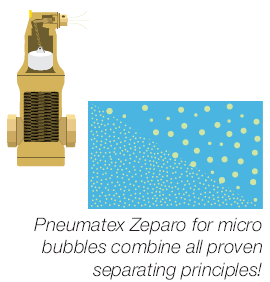 Pneumatex Zeparo for micro
bubbles combine all proven
separating principles!